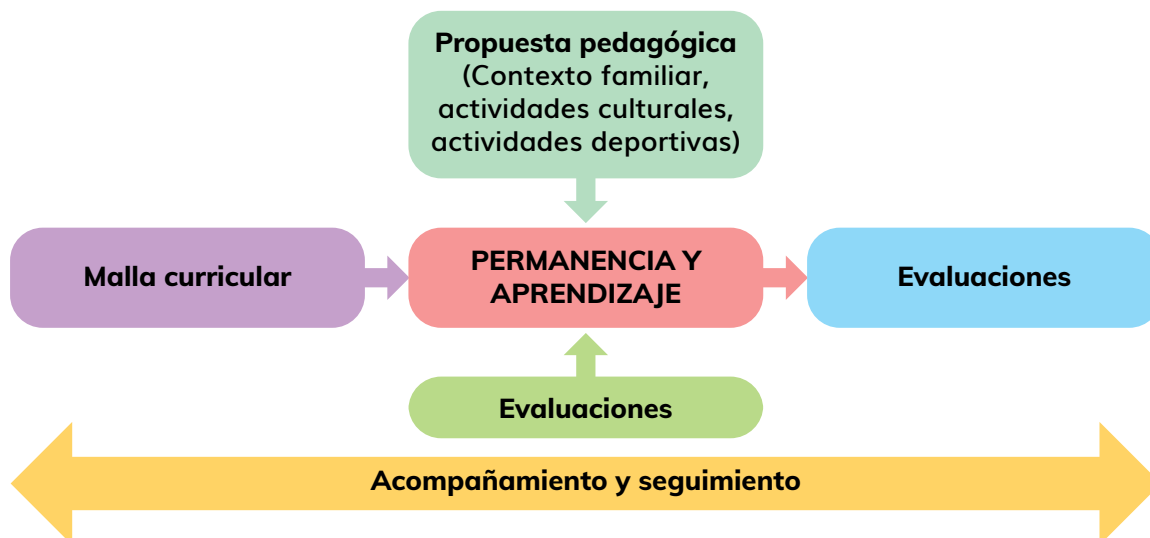 Propuesta pedagógica
(Contexto familiar,
actividades culturales,
actividades deportivas)
Malla curricular
PERMANENCIA Y
APRENDIZAJE
Evaluaciones
Evaluaciones
Acompañamiento y seguimiento